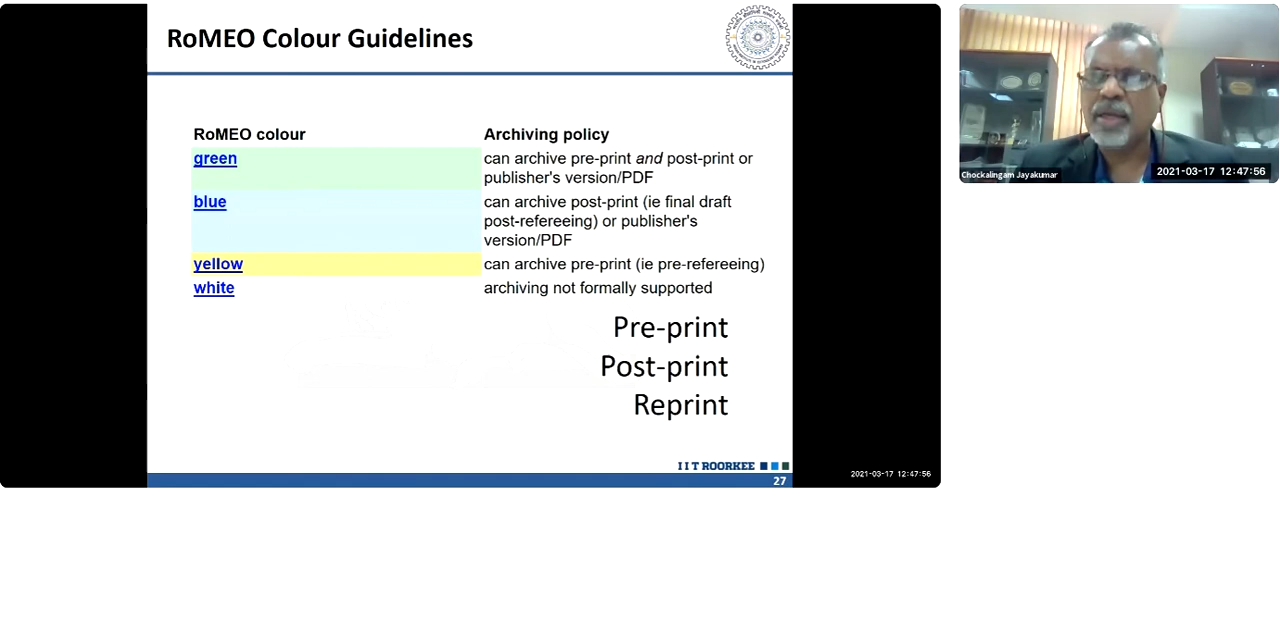 RoMEO Colour Guidelines
RoMEO colour Archiving policy
green can archive pre-print and post-print or
publisher's version/PDF
blue can archive post-print (ie final draft
post-refereeing) or publisher's
version/PDF
yellow can archive pre-print (ie pre-refereeing)
white archiving not formally supported
Pre-print
Post-print
Reprint
I I T ROORKEE
27
2021-03-17 12:47:56
Chockalingam Jayakumar
2021-03-17 12:47:56